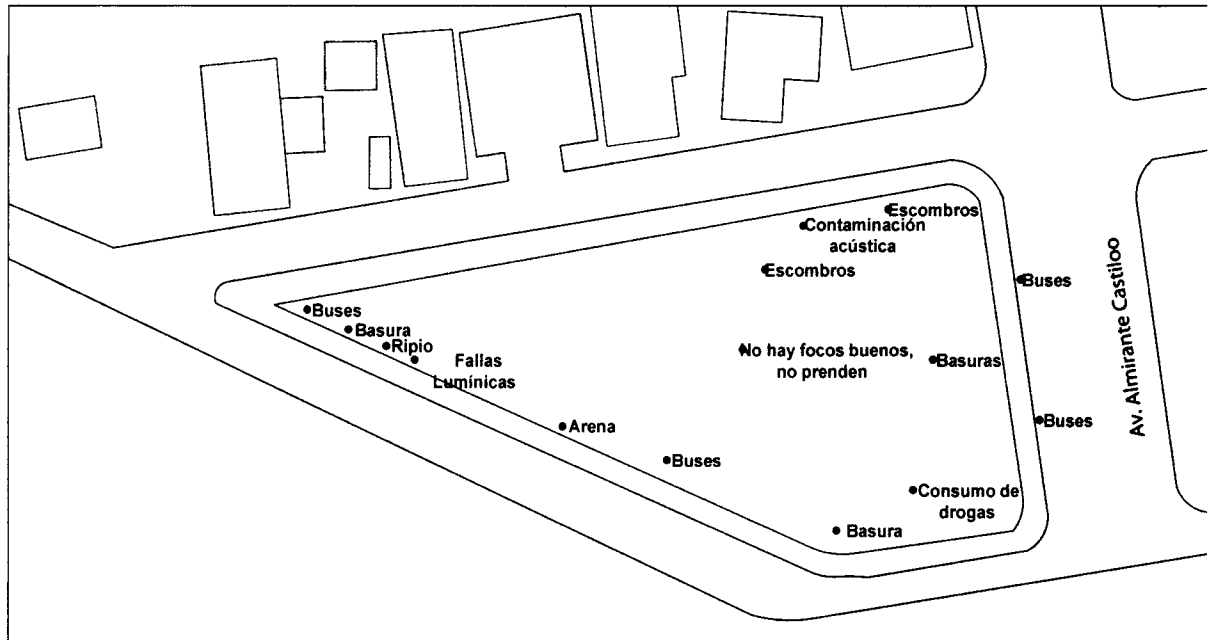 Escombros
Contaminación
acústica
Escombros
Buses
Buses
Basura
Ripio
Fallas
Lumínicas
No hay focos buenos,
no prenden
Basuras
Av. Almirante Castiloo
Buses
Arena
Buses
Consumo de
drogas
Basura